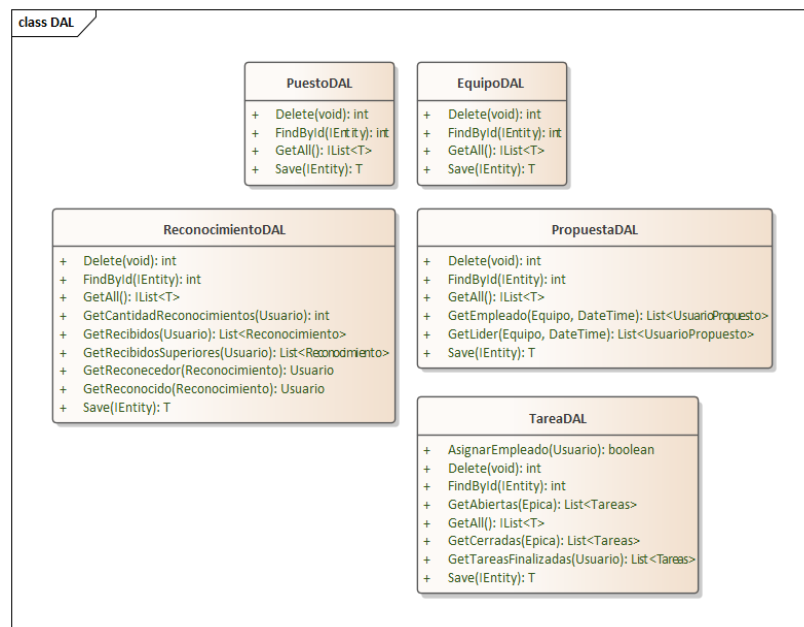 class DAL
PuestoDAL
+ Delete(void): int
+ FindById(IEntity): int
+ GetAll(): IList<T>
+ Save(IEntity): T
EquipoDAL
+ Delete(void): int
+ FindById(IEntity): int
+ GetAll(): IList<T>
+ Save(IEntity): T
ReconocimientoDAL
+ Delete(void): int
+ FindById(IEntity): int
+ GetAll(): IList<T>
+ GetCantidadReconocimientos(Usuario): int
+ GetRecibidos(Usuario): List<Reconocimiento>
+ GetRecibidosSuperiores(Usuario): List<Reconocimiento>
+ GetReconecedor(Reconocimiento): Usuario
+ GetReconocido(Reconocimiento): Usuario
+ Save(IEntity): T
PropuestaDAL
+ Delete(void): int
+ FindById(IEntity): int
+ GetAll(): IList<T>
+ GetEmpleado(Equipo, DateTime): List<UsuarioPropuesto>
+ GetLider(Equipo, DateTime): List<UsuarioPropuesto>
+ Save(IEntity): T
TareaDAL
+ AsignarEmpleado(Usuario): boolean
+ Delete(void): int
+ FindById(IEntity): int
+ GetAbiertas(Epica): List<Tareas>
+ GetAll(): IList<T>
+ GetCerradas(Epica): List<Tareas>
+ GetTareasFinalizadas(Usuario): List<Tareas>
+ Save(IEntity): T